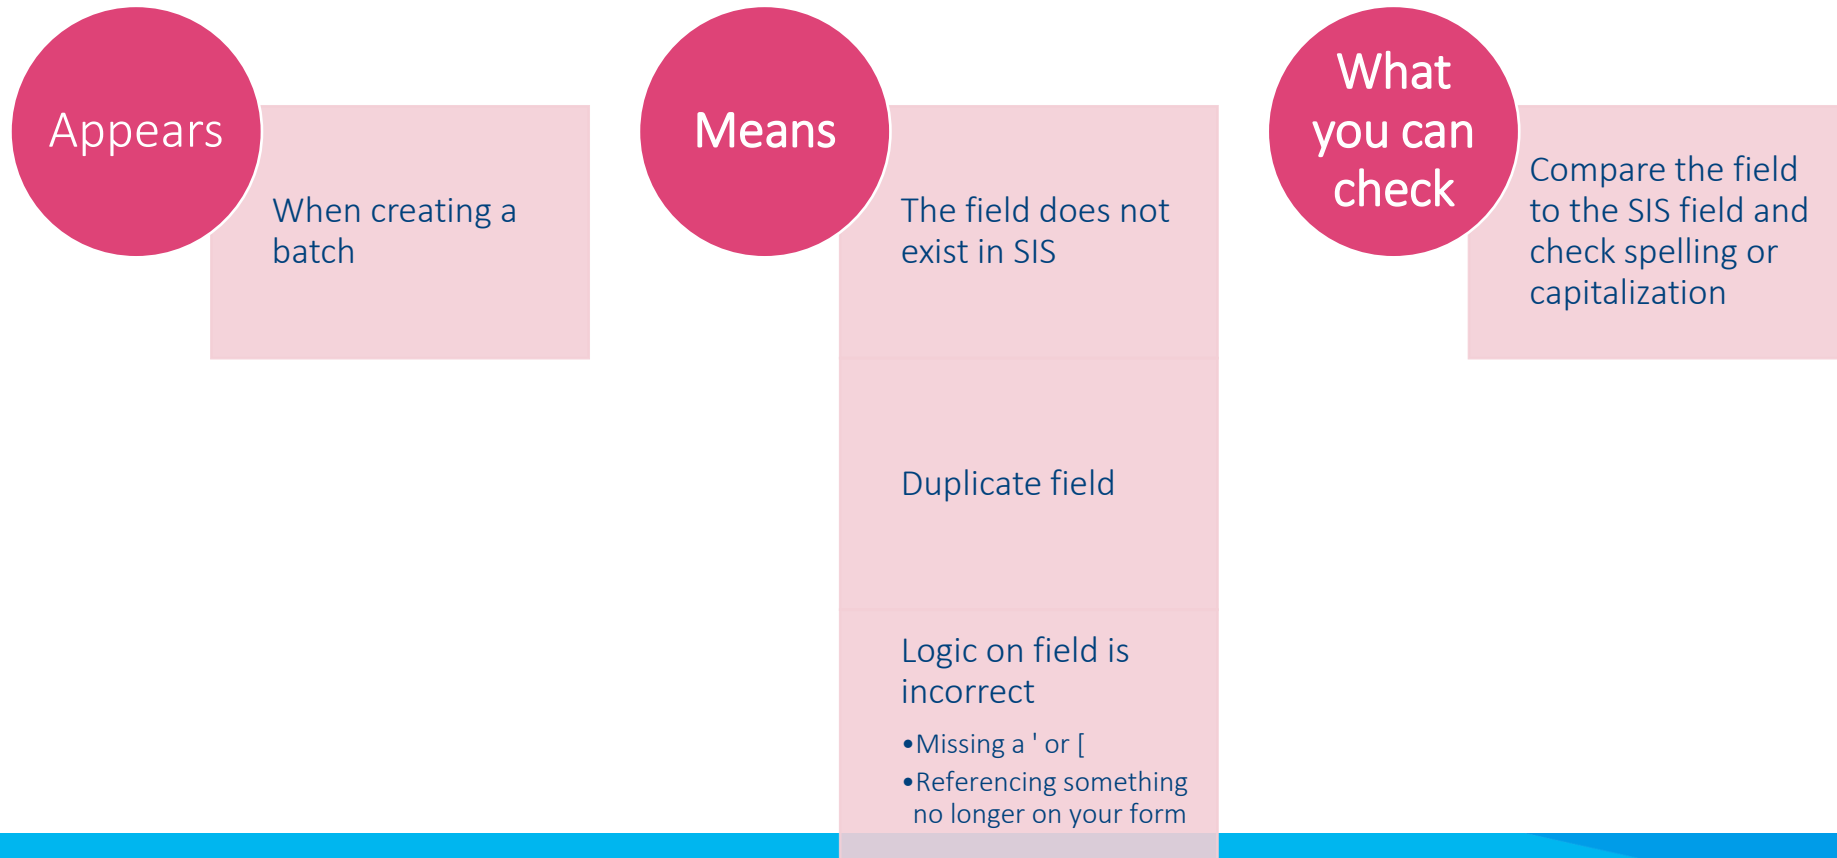 Appears
When creating a
batch
Means
The field does not
exist in SIS
Duplicate field
Logic on field is
incorrect
•Missing a ' or [
•Referencing something
no longer on your form
What
you can
check
Compare the field
to the SIS field and
check spelling or
capitalization